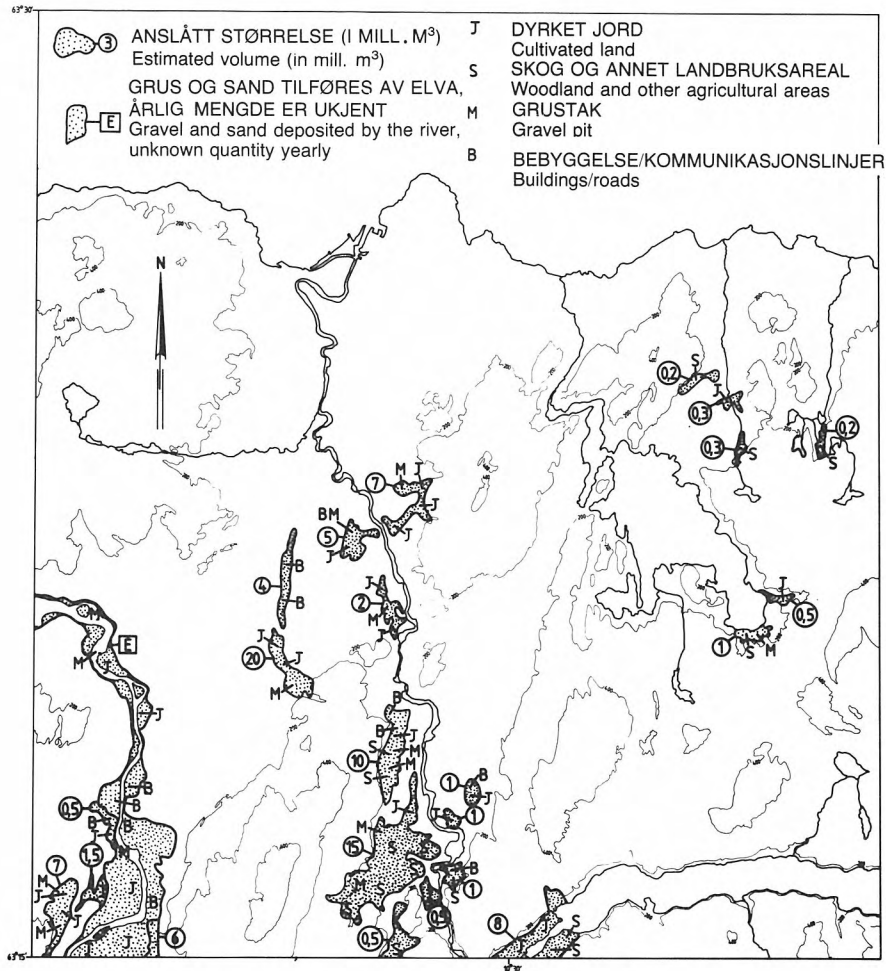 63°30'
③ ANSLÅTT STØRRELSE (I MILL. M³)
Estimated volume (in mill. m³)
E GRUS OG SAND TILFØRES AV ELVA,
ÅRLIG MENGDE ER UKJENT
Gravel and sand deposited by the river,
unknown quantity yearly
J DYRKET JORD
Cultivated land
S SKOG OG ANNET LANDBRUKSAREAL
Woodland and other agricultural areas
M GRUSTAK
Gravel pit
B BEBYGGELSE/KOMMUNIKASJONSLINJER
Buildings/roads
N
0,2 S
J
0,3
0,3 S
0,2
S
7 M J
J
BM
5
J
4 B
B
J
2
M
J
J
0,5
1 S M
J
20 J
M
M
E
M J
J
B
B J
S M
10 M
S
B
1 J
J
J 1
B
0,5 B
B B
J
M
M
15 S
M
B
1
S
0,5
7
M
J J
M
1,5
J
B
6
J J
0,5 J
8
S
S
63°15'
10°30'